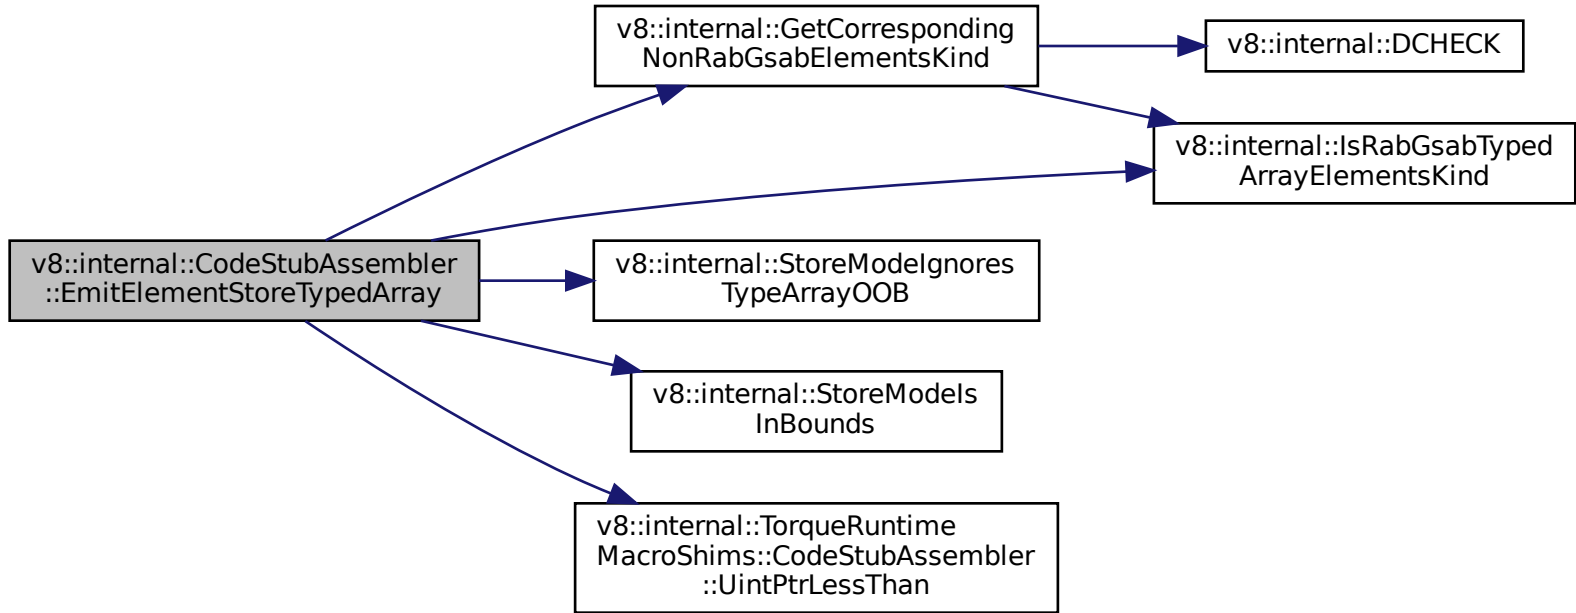 v8::internal::GetCorresponding
NonRabGsabElementsKind
v8::internal::DCHECK
v8::internal::IsRabGsabTyped
ArrayElementsKind
v8::internal::CodeStubAssembler
::EmitElementStoreTypedArray
v8::internal::StoreModeIgnores
TypeArrayOOB
v8::internal::StoreModeIs
InBounds
v8::internal::TorqueRuntime
MacroShims::CodeStubAssembler
::UintPtrLessThan